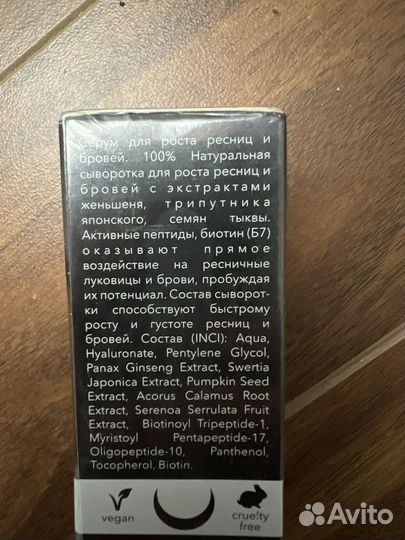 Серум для роста ресниц и
бровей. 100% Натуральная
сыворотка для роста ресниц и
бровей с экстрактами
женьшеня, трипутника
японского, семян тыквы.
Активные пептиды, биотин (Б7)
оказывают прямое
воздействие на ресничные
луковицы и брови, пробуждая
их потенциал. Состав сыворот-
ки способствуют быстрому
росту и густоте ресниц и
бровей. Состав (INCI): Aqua,
Hyaluronate, Pentylene Glycol,
Panax Ginseng Extract, Swertia
Japonica Extract, Pumpkin Seed
Extract, Acorus Calamus Root
Extract, Serenoa Serrulata Fruit
Extract, Biotinoyl Tripeptide-1,
Myristoyl Pentapeptide-17,
Oligopeptide-10, Panthenol,
Tocopherol, Biotin.
vegan
cruelty
free
Avito